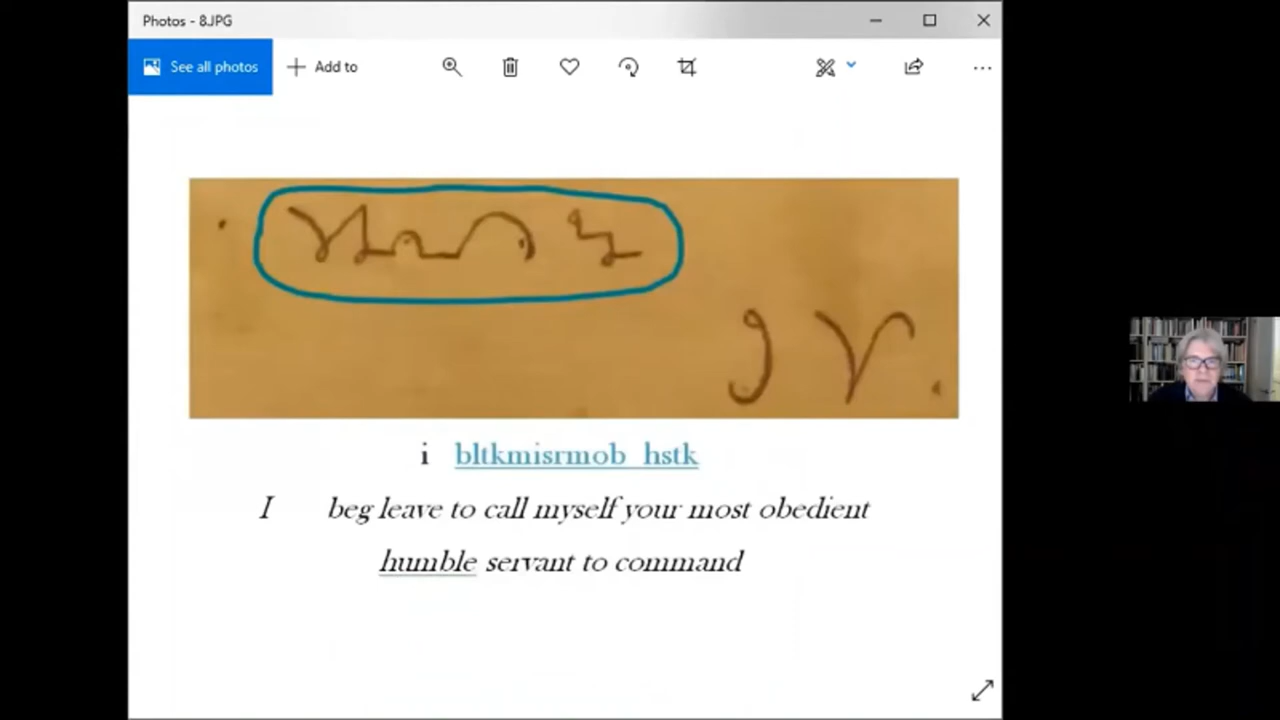 Photos - 8.JPG
See all photos
Add to
i bltkmisrmob hstk
I beg leave to call myself your most obedient
humble servant to command